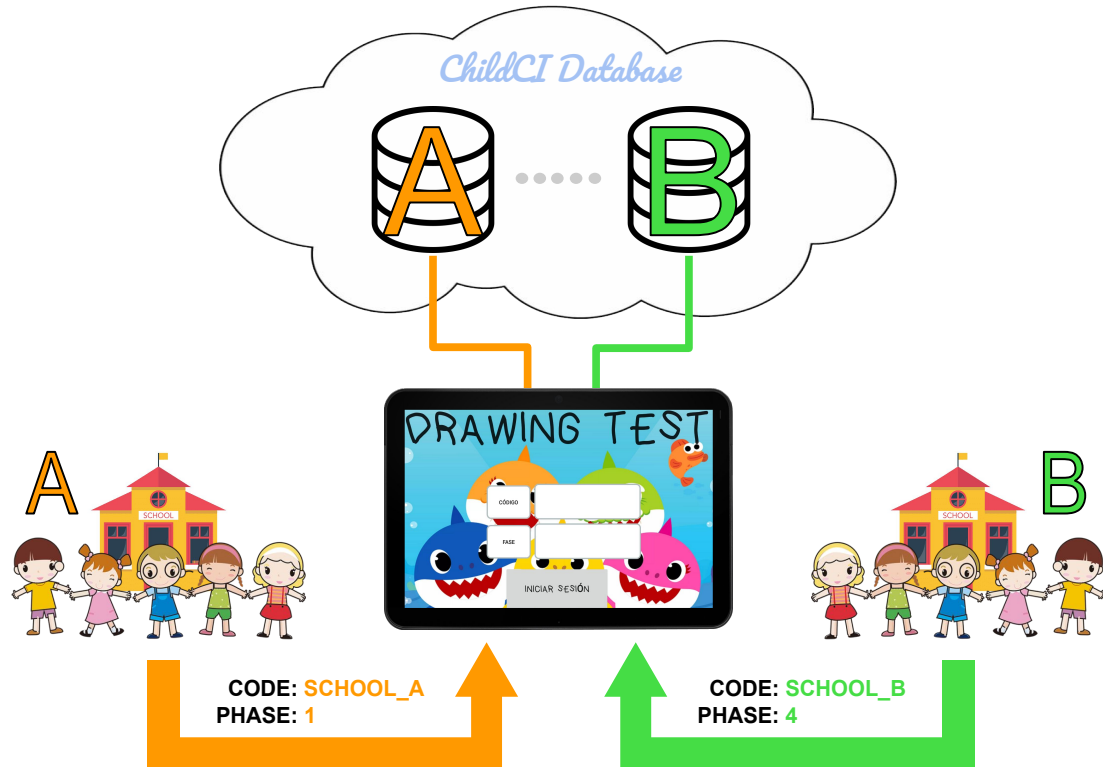 ChildCI Database
A
B
DRAWING TEST
CÓDIGO
FASE
INICIAR SESIÓN
A
SCHOOL
SCHOOL
B
CODE: SCHOOL_A
PHASE: 1
CODE: SCHOOL_B
PHASE: 4